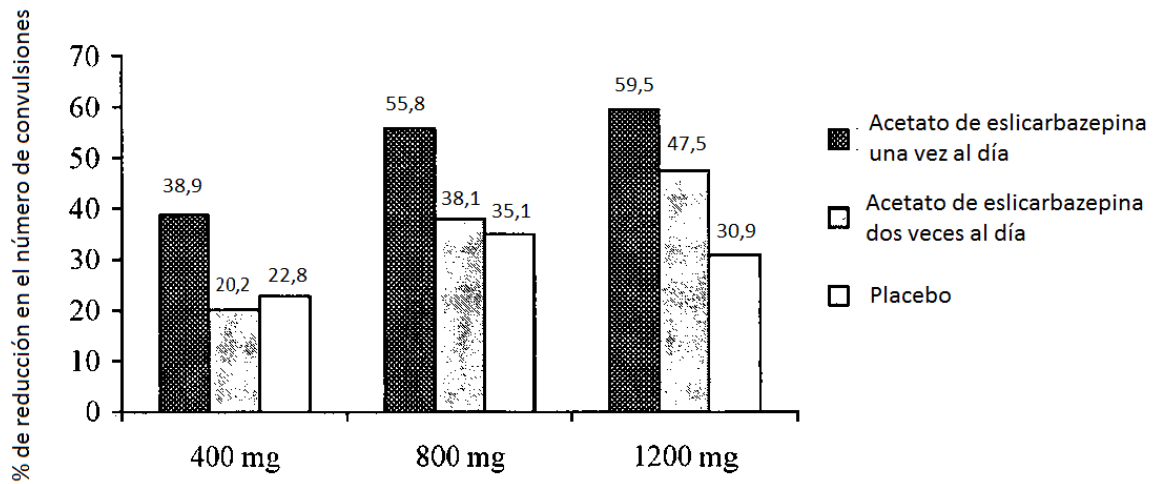 % de reducción en el número de convulsiones
70
60
50
40
30
20
10
0
38,9
20,2
22,8
55,8
38,1
35,1
59,5
47,5
30,9
400 mg
800 mg
1200 mg
Acetato de eslicarbazepina
una vez al día
Acetato de eslicarbazepina
dos veces al día
Placebo